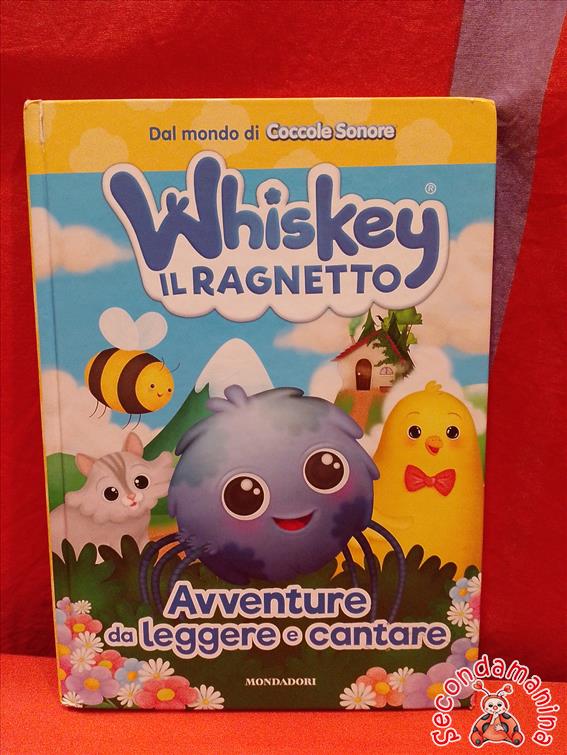 Dal mondo di Coccole Sonore
Whiskey®
IL RAGNETTO
Avventure
da leggere e cantare
MONDADORI
secondamanina